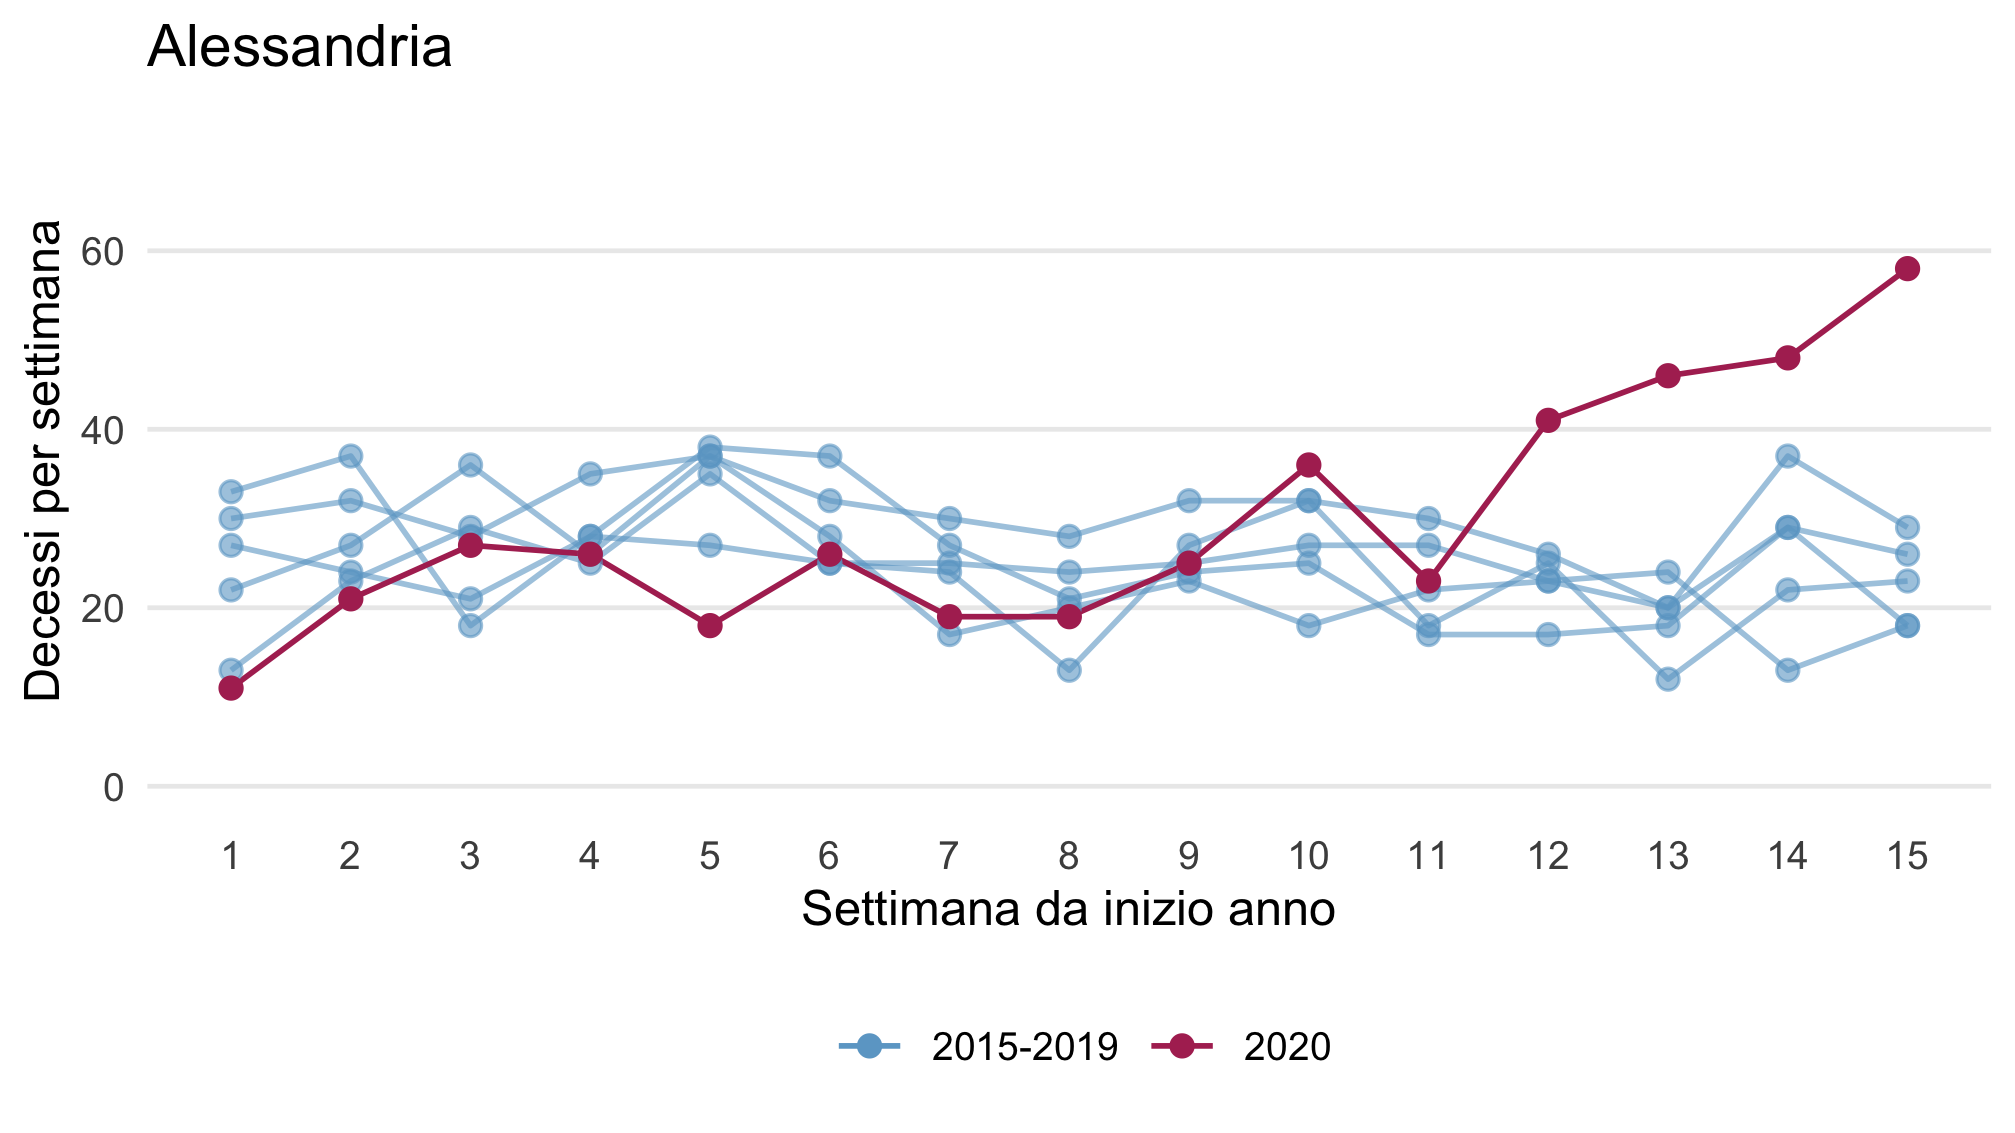 Alessandria
Decessi per settimana
60
40
20
0
1 2 3 4 5 6 7 8 9 10 11 12 13 14 15
Settimana da inizio anno
2015-2019 2020